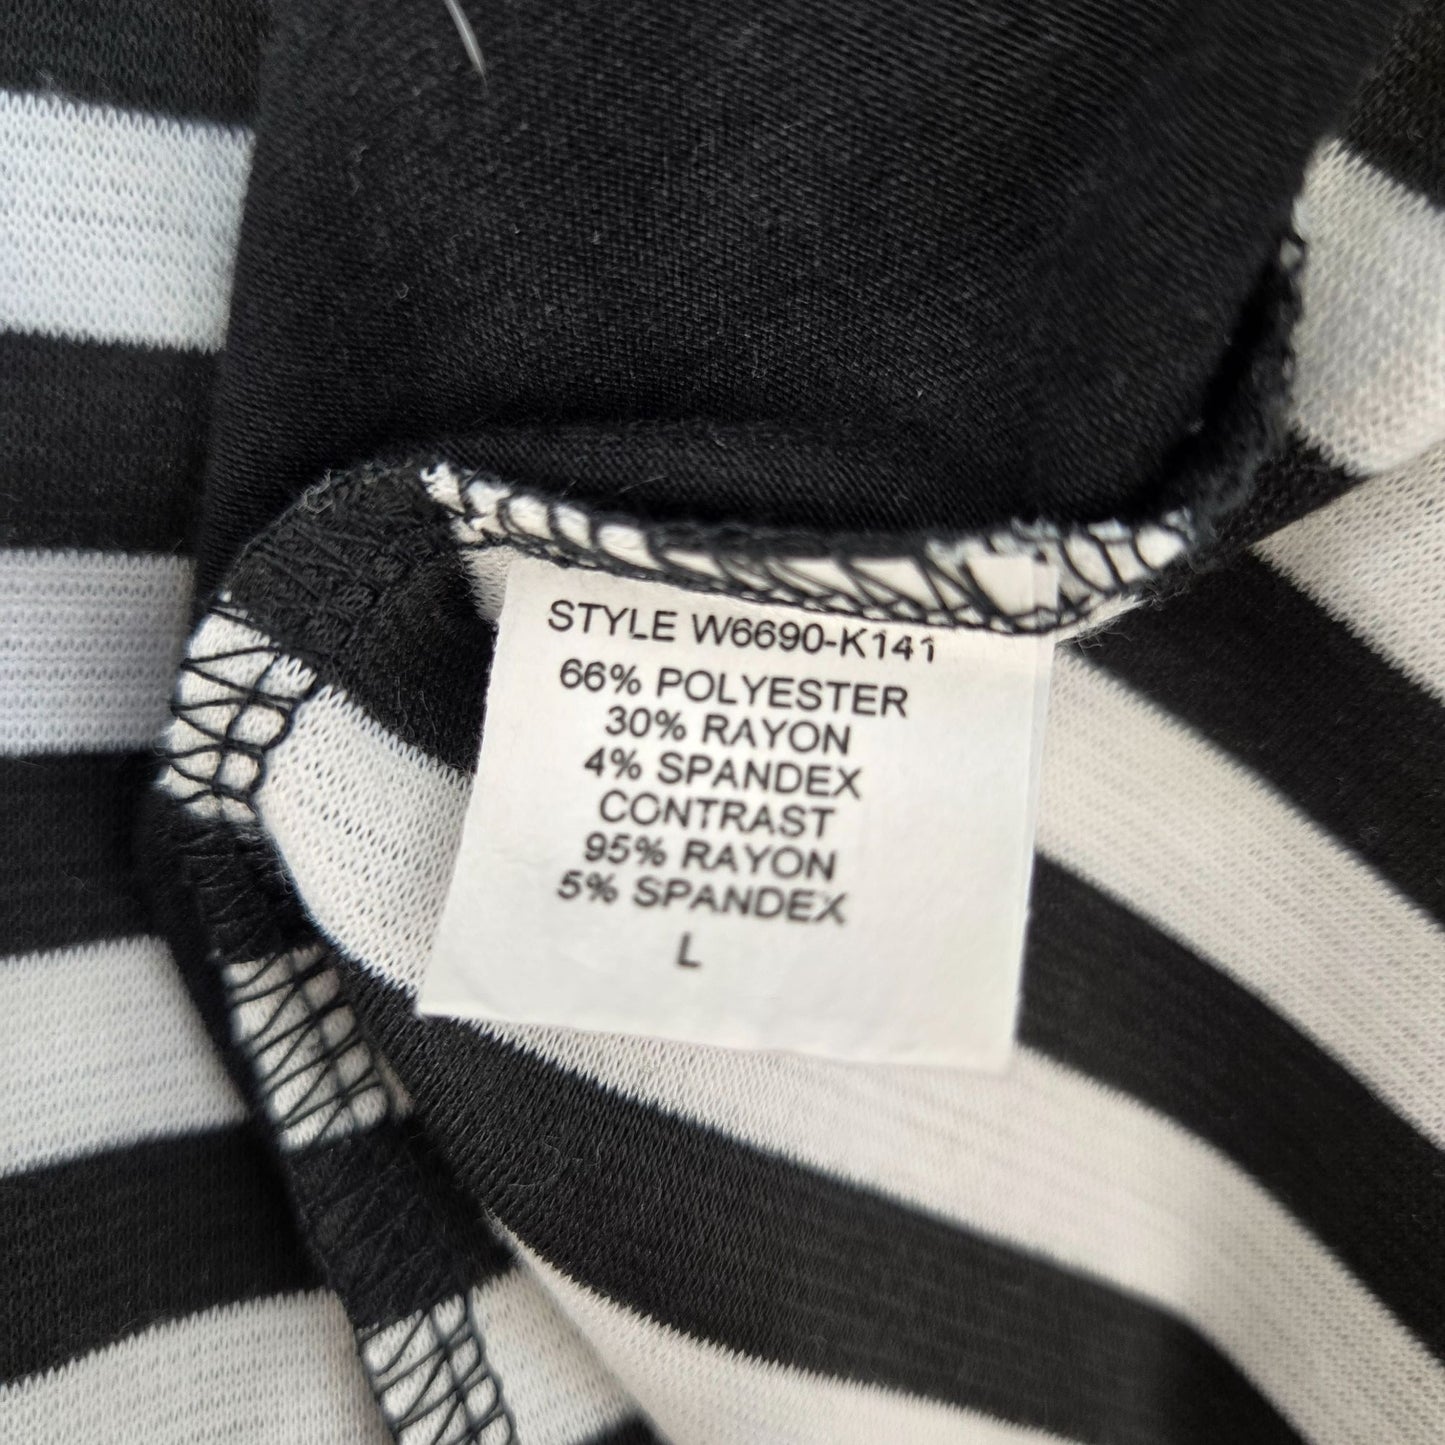 STYLE W6690-K141
66% POLYESTER
30% RAYON
4% SPANDEX
CONTRAST
95% RAYON
5% SPANDEX
L